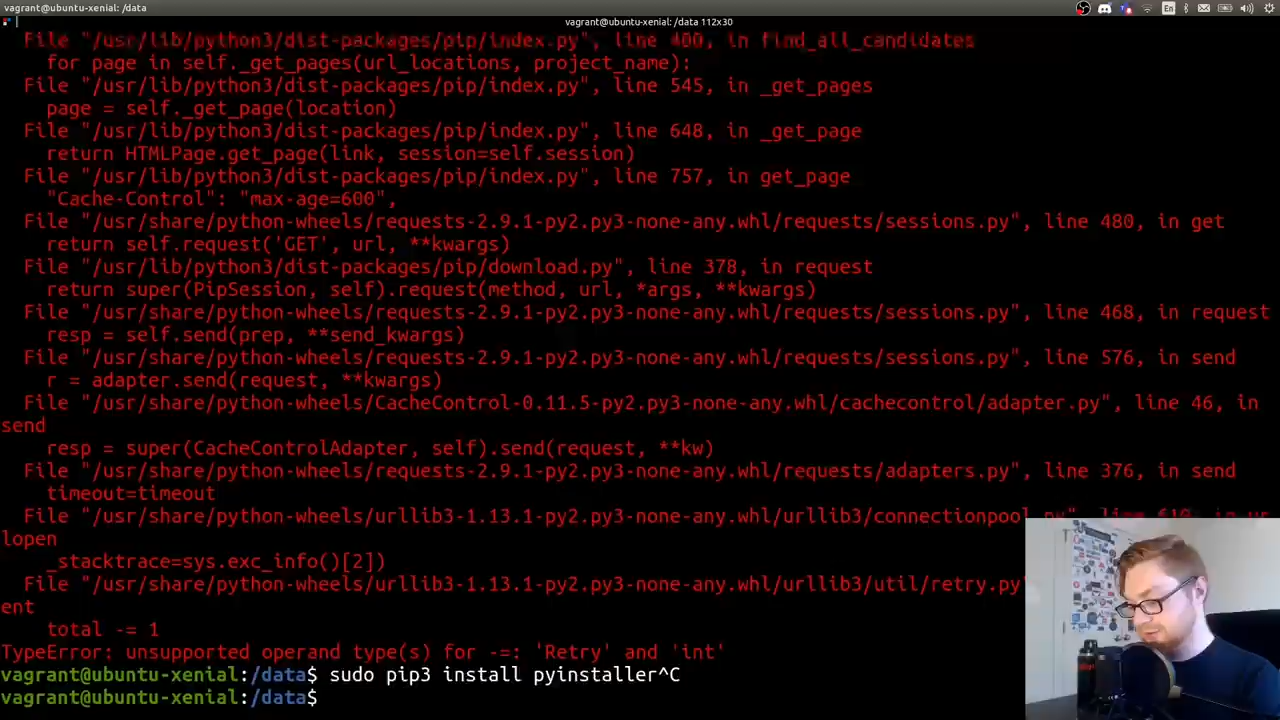 vagrant@ubuntu-xenial: /data
En
vagrant@ubuntu-xenial: /data 112x30
File "/usr/lib/python3/dist-packages/pip/index.py", line 400, in find_all_candidates
for page in self._get_pages(url_locations, project_name):
File "/usr/lib/python3/dist-packages/pip/index.py", line 545, in _get_pages
page = self._get_page(location)
File "/usr/lib/python3/dist-packages/pip/index.py", line 648, in _get_page
return HTMLPage.get_page(link, session=self.session)
File "/usr/lib/python3/dist-packages/pip/index.py", line 757, in get_page
"Cache-Control": "max-age=600",
File "/usr/share/python-wheels/requests-2.9.1-py2.py3-none-any.whl/requests/sessions.py", line 480, in get
return self.request('GET', url, **kwargs)
File "/usr/lib/python3/dist-packages/pip/download.py", line 378, in request
return super(PipSession, self).request(method, url, *args, **kwargs)
File "/usr/share/python-wheels/requests-2.9.1-py2.py3-none-any.whl/requests/sessions.py", line 468, in request
resp = self.send(prep, **send_kwargs)
File "/usr/share/python-wheels/requests-2.9.1-py2.py3-none-any.whl/requests/sessions.py", line 576, in send
r = adapter.send(request, **kwargs)
File "/usr/share/python-wheels/CacheControl-0.11.5-py2.py3-none-any.whl/cachecontrol/adapter.py", line 46, in
send
resp = super(CacheControlAdapter, self).send(request, **kw)
File "/usr/share/python-wheels/requests-2.9.1-py2.py3-none-any.whl/requests/adapters.py", line 376, in send
timeout=timeout
File "/usr/share/python-wheels/urllib3-1.13.1-py2.py3-none-any.whl/urllib3/connectionpool.py", line 610, in ur
lopen
_stacktrace=sys.exc_info()[2])
File "/usr/share/python-wheels/urllib3-1.13.1-py2.py3-none-any.whl/urllib3/util/retry.py"
ent
total -= 1
TypeError: unsupported operand type(s) for -=: 'Retry' and 'int'
vagrant@ubuntu-xenial:/data$ sudo pip3 install pyinstaller^C
vagrant@ubuntu-xenial:/data$